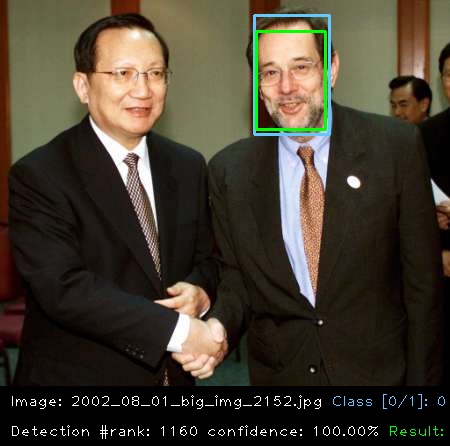 Image: 2002_08_01_big_img_2152.jpg Class [0/1]: 0
Detection #rank: 1160 confidence: 100.00% Result: